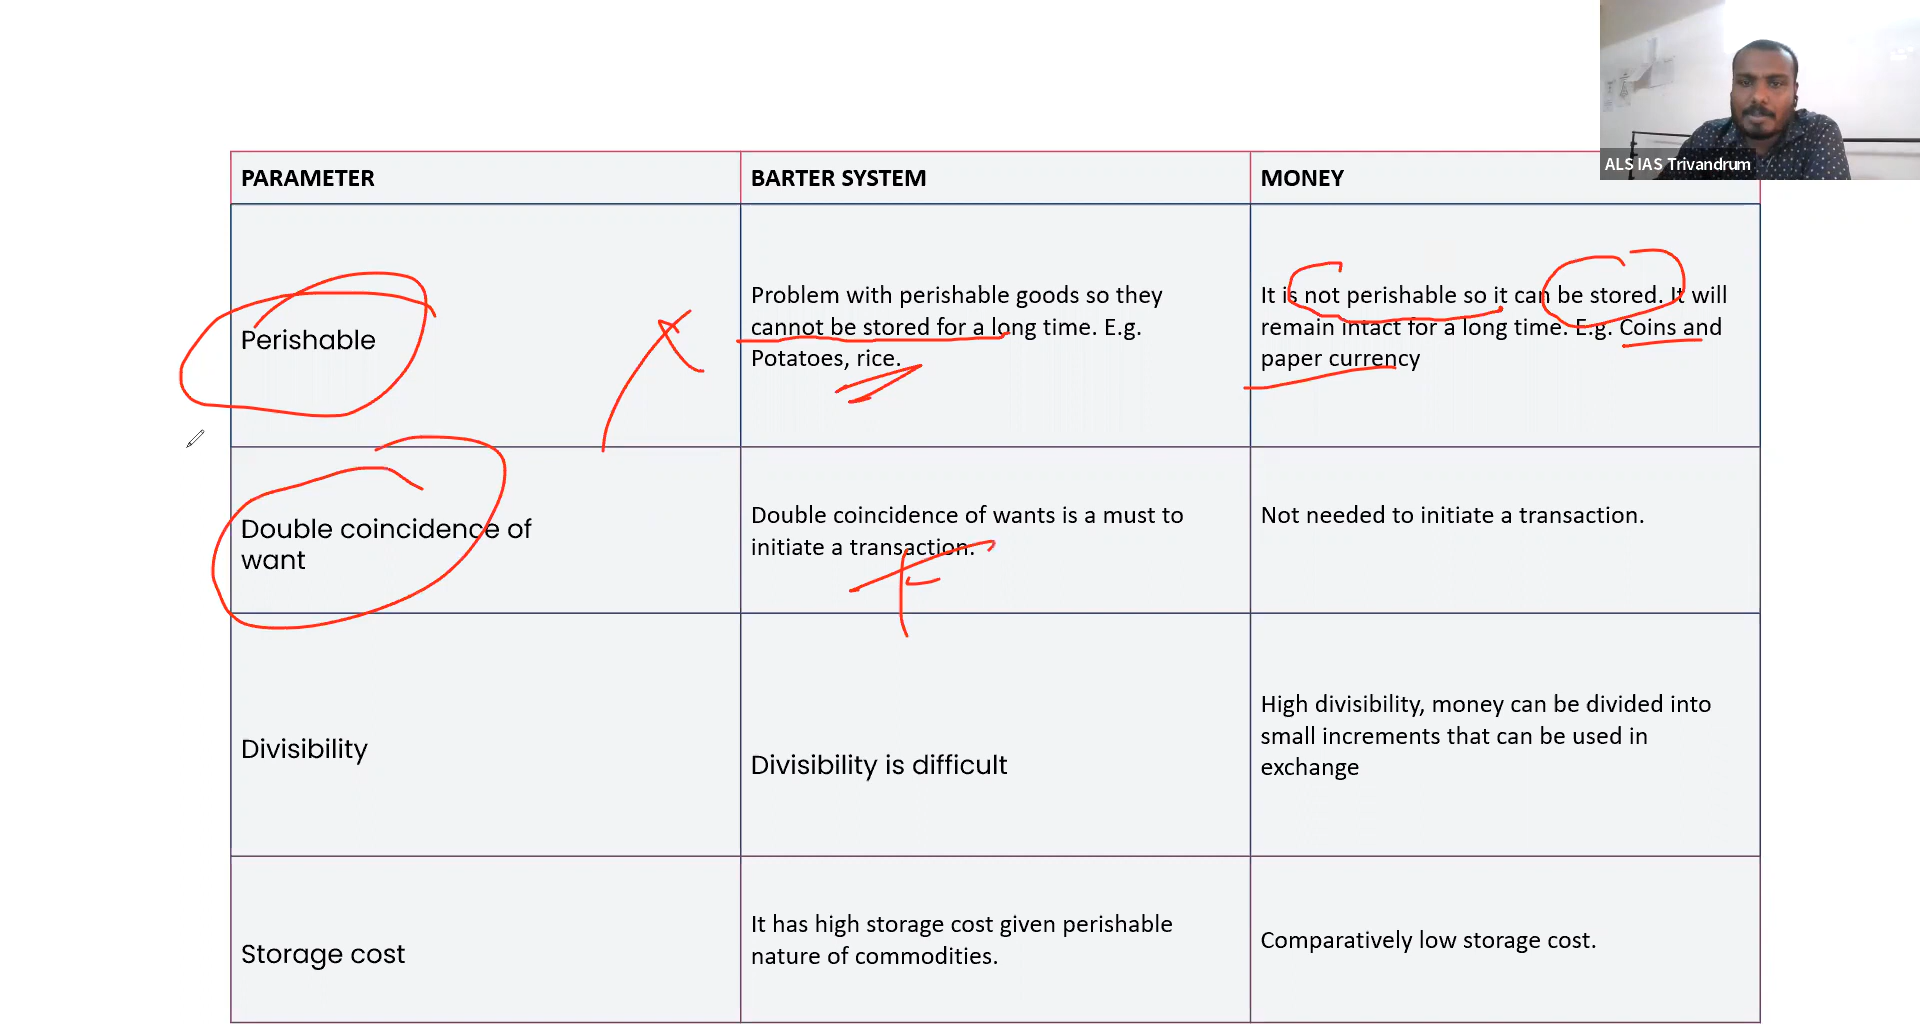 ALS IAS Trivandrum
PARAMETER
BARTER SYSTEM
MONEY
Perishable
Problem with perishable goods so they
cannot be stored for a long time. E.g.
Potatoes, rice.
It is not perishable so it can be stored. It will
remain intact for a long time. E.g. Coins and
paper currency
Double coincidence of
want
Double coincidence of wants is a must to
initiate a transaction.
Not needed to initiate a transaction.
Divisibility
Divisibility is difficult
High divisibility, money can be divided into
small increments that can be used in
exchange
Storage cost
It has high storage cost given perishable
nature of commodities.
Comparatively low storage cost.